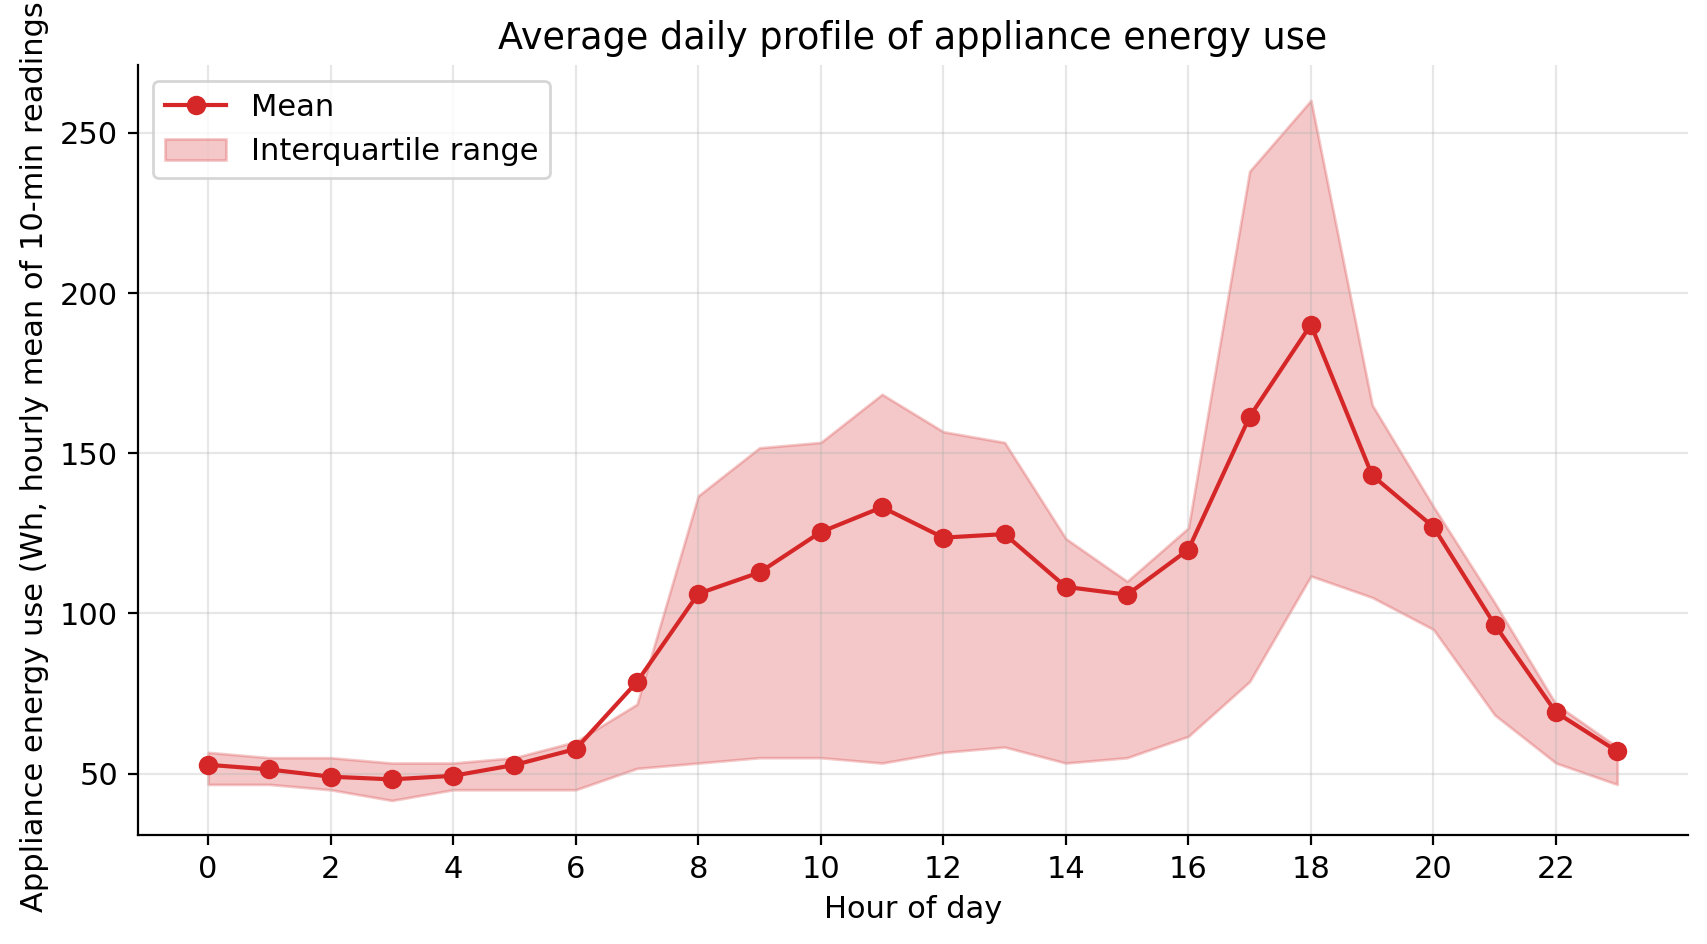 Average daily profile of appliance energy use
Mean
Interquartile range
Appliance energy use (Wh, hourly mean of 10-min readings
250
200
150
100
50
0 2 4 6 8 10 12 14 16 18 20 22
Hour of day